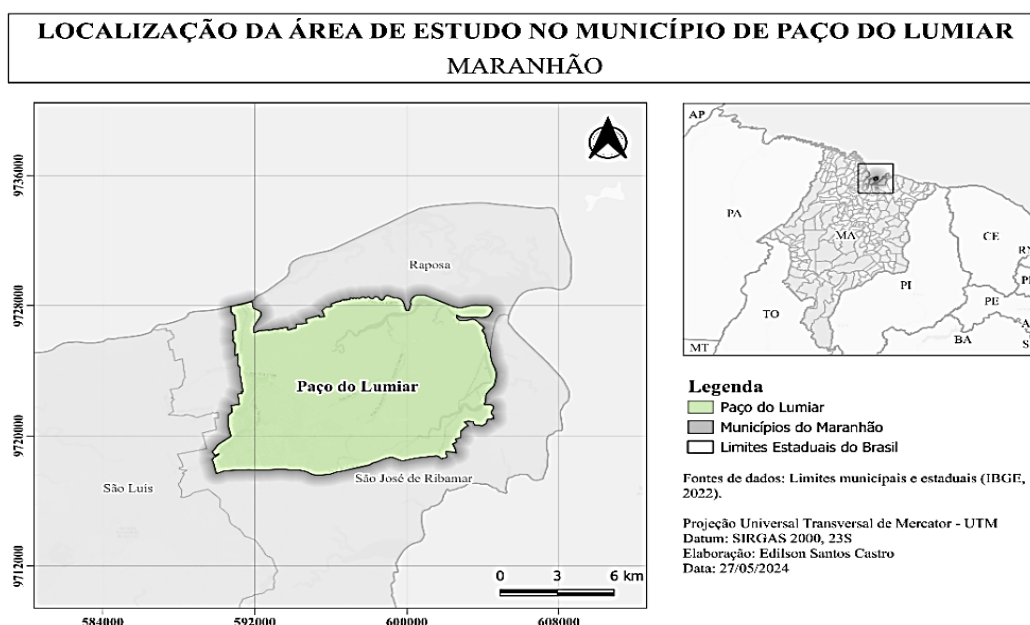 LOCALIZAÇÃO DA ÁREA DE ESTUDO NO MUNICÍPIO DE PAÇO DO LUMIAR
MARANHÃO
9736000
9728000
9720000
9712000
Raposa
Paço do Lumiar
São José de Ribamar
São Luís
0 3 6 km
584000 592000 600000 608000
AP
PA
MA
CE
RN
PI
PE
TO
BA
MT
Legenda
Paço do Lumiar
Municípios do Maranhão
Limites Estaduais do Brasil
Fontes de dados: Limites municipais e estaduais (IBGE,
2022).
Projeção Universal Transversal de Mercator - UTM
Datum: SIRGAS 2000, 23S
Elaboração: Edilson Santos Castro
Data: 27/05/2024